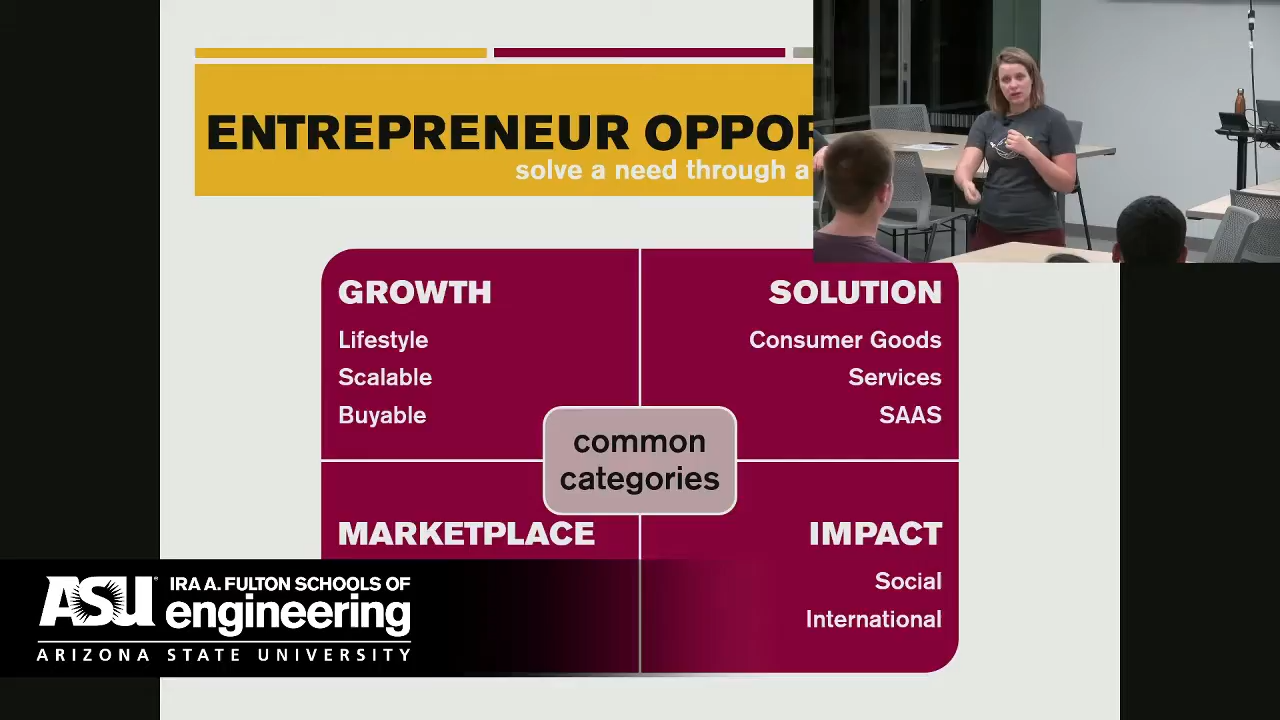 ENTREPRENEUR
solve a need through a
GROWTH
Lifestyle
Scalable
Buyable
SOLUTION
Consumer Goods
Services
SAAS
common
categories
MARKETPLACE
IMPACT
Social
International
ASU IRA A. FULTON SCHOOLS OF
engineering
ARIZONA STATE UNIVERSITY